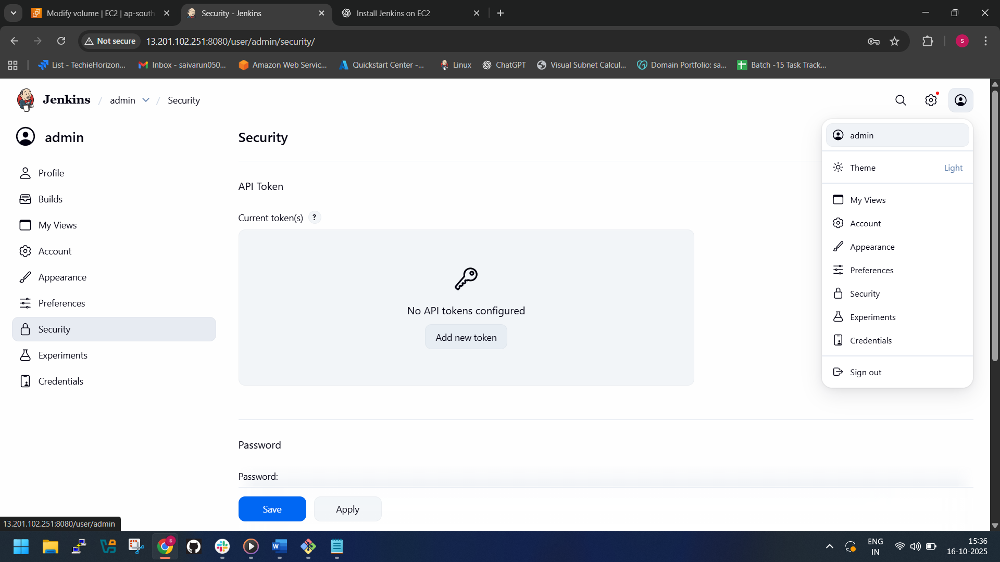 Modify volume | EC2 | ap-south
Security - Jenkins
Install Jenkins on EC2
Not secure
13.201.102.251:8080/user/admin/security/
S
List - TechieHorizon...
Inbox - saivarun050...
Amazon Web Servic...
Quickstart Center -...
Linux
ChatGPT
Visual Subnet Calcul...
Domain Portfolio: sa...
Batch -15 Task Track...
Jenkins / admin / Security
admin
Profile
Builds
My Views
Account
Appearance
Preferences
Security
Experiments
Credentials
Security
API Token
Current token(s) ?
No API tokens configured
Add new token
Password
Password:
Save
Apply
admin
Theme Light
My Views
Account
Appearance
Preferences
Security
Experiments
Credentials
Sign out
13.201.102.251:8080/user/admin
S
W
ENG
IN
15:36
16-10-2025